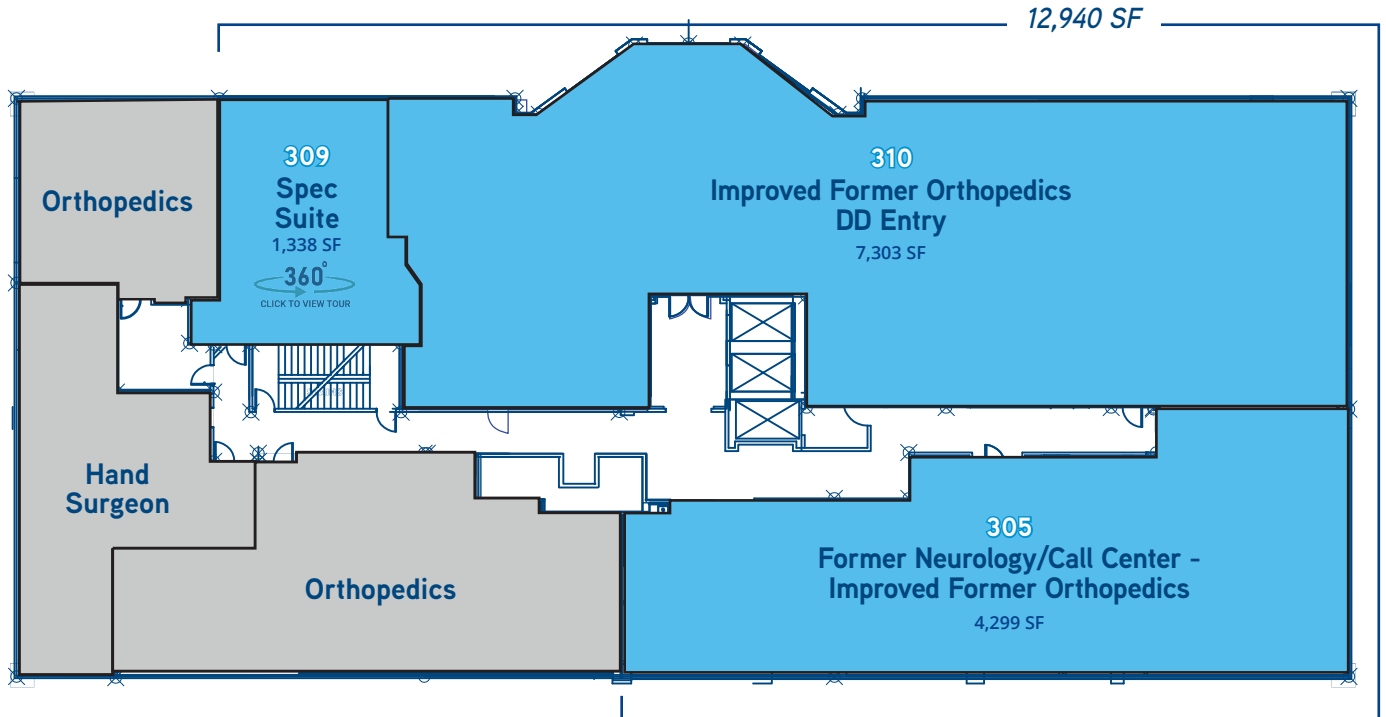 12,940 SF
Orthopedics
309
Spec
Suite
1,338 SF
360°
CLICK TO VIEW TOUR
310
Improved Former Orthopedics
DD Entry
7,303 SF
Hand
Surgeon
Orthopedics
305
Former Neurology/Call Center -
Improved Former Orthopedics
4,299 SF